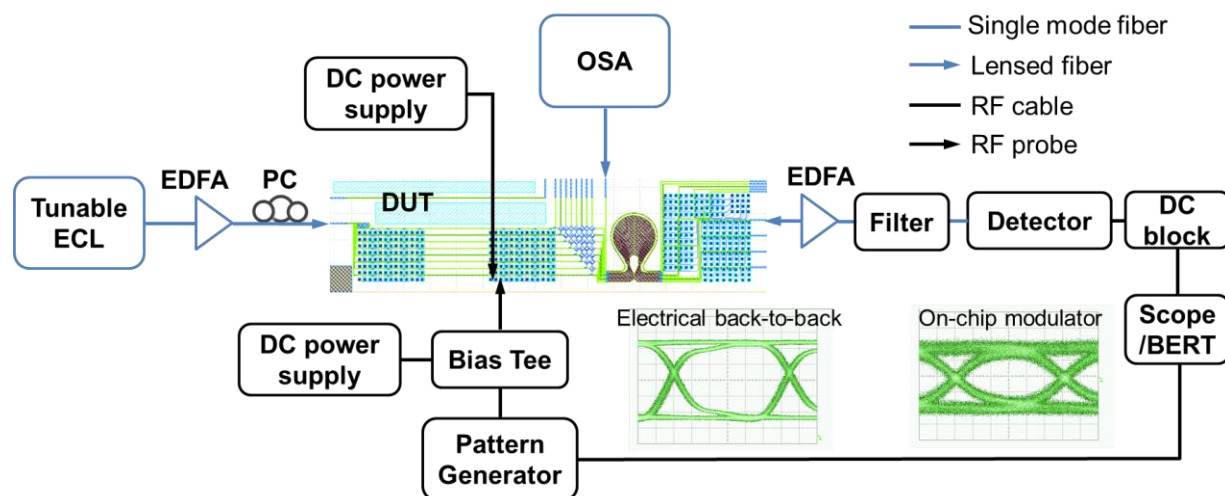 OSA
DC power
supply
Single mode fiber
Lensed fiber
RF cable
RF probe
Tunable
ECL
EDFA
PC
DUT
EDFA
Filter
Detector
DC
block
DC power
supply
Bias Tee
Pattern
Generator
Electrical back-to-back
On-chip modulator
Scope
/BERT